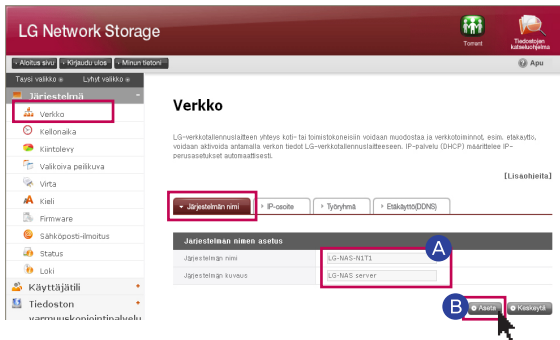 LG Network Storage
Torrent
Tiedostojen katseluohjelma
Aloitus sivu
Kirjaudu ulos
Minun tietoni
Apu
Täysi valikko
Lyhyt valikko
Järjestelmä
Verkko
Kellonaika
Kiintolevy
Valikoiva peilikuva
Virta
Kieli
Firmware
Sähköposti-ilmoitus
Status
Loki
Käyttäjätili
Tiedoston
varmuuskopiointipalvelu
Verkko
LG-verkkotallennuslaitteen yhteys koti- tai toimistokoneisiin voidaan muodostaa ja verkkotoiminnot, esim. etäkäyttö,
voidaan aktivoida antamalla verkon tiedot LG-verkkotallennuslaitteeseen. IP-palvelu (DHCP) määrittelee IP-
perusasetukset automaattisesti.
[Lisäohjeita]
Järjestelmän nimi
IP-osoite
Työryhmä
Etäkäyttö(DDNS)
Järjestelmän nimen asetus
Järjestelmän nimi
LG-NAS-N1T1
A
Järjestelmän kuvaus
LG-NAS server
B
Aseta
Keskeytä